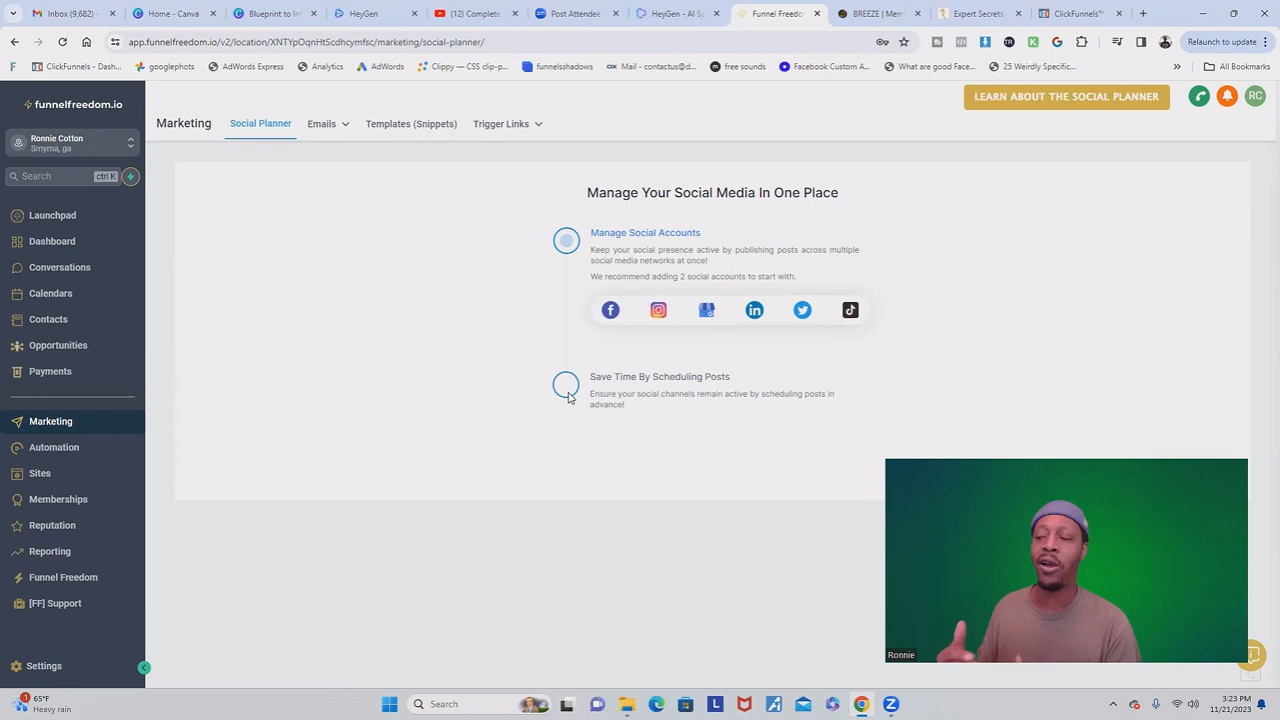 Inbox (9,682)
Home - Canva
Blueprint to In
HeyGen
(12) Complete
Post Attendee
HeyGen - AI Sp
Funnel Freedo
BREEZE | Mem
Expert Secrets
ClickFunnels™
app.funnelfreedom.io/v2/location/XNTYpOqnHtScdhcymfsc/marketing/social-planner/
Relaunch to update
ClickFunnels - Dash...
googlephots
AdWords Express
Analytics
AdWords
Clippy — CSS clip-p...
funnelsshadows
Mail - contactus@d...
free sounds
Facebook Custom A...
What are good Face...
25 Weirdly Specific...
All Bookmarks
funnelfreedom.io
LEARN ABOUT THE SOCIAL PLANNER
RC
Marketing
Social Planner
Emails
Templates (Snippets)
Trigger Links
Ronnie Cotton
Smyrna, ga
Search
ctrl K
Launchpad
Dashboard
Conversations
Calendars
Contacts
Opportunities
Payments
Marketing
Automation
Sites
Memberships
Reputation
Reporting
Funnel Freedom
[FF] Support
Settings
Manage Your Social Media In One Place
Manage Social Accounts
Keep your social presence active by publishing posts across multiple
social media networks at once!
We recommend adding 2 social accounts to start with.
Save Time By Scheduling Posts
Ensure your social channels remain active by scheduling posts in
advance!
Ronnie
1
65°F
Heavy rain
Search
3:23 PM
11/21/2023